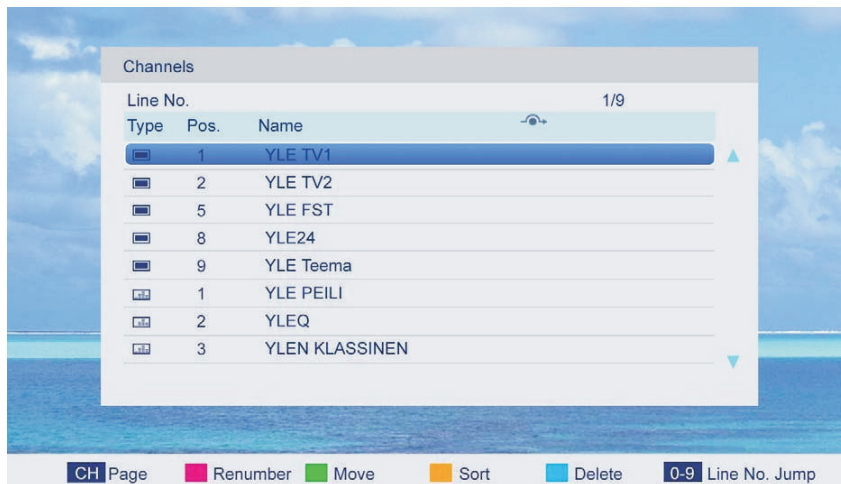 Channels
Line No. 1/9
Type Pos. Name
1 YLE TV1
2 YLE TV2
5 YLE FST
8 YLE24
9 YLE Teema
1 YLE PEILI
2 YLEQ
3 YLEN KLASSINEN
CH Page Renumber Move Sort Delete 0-9 Line No. Jump